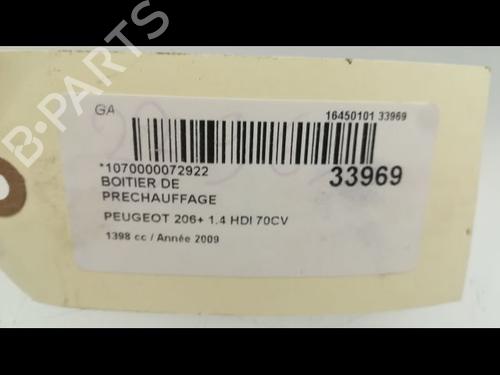 GA
16450101 33969
*1070000072922
BOITIER DE
PRECHAUFFAGE
33969
PEUGEOT 206+ 1.4 HDI 70CV
1398 cc / Année 2009
B-PARTS